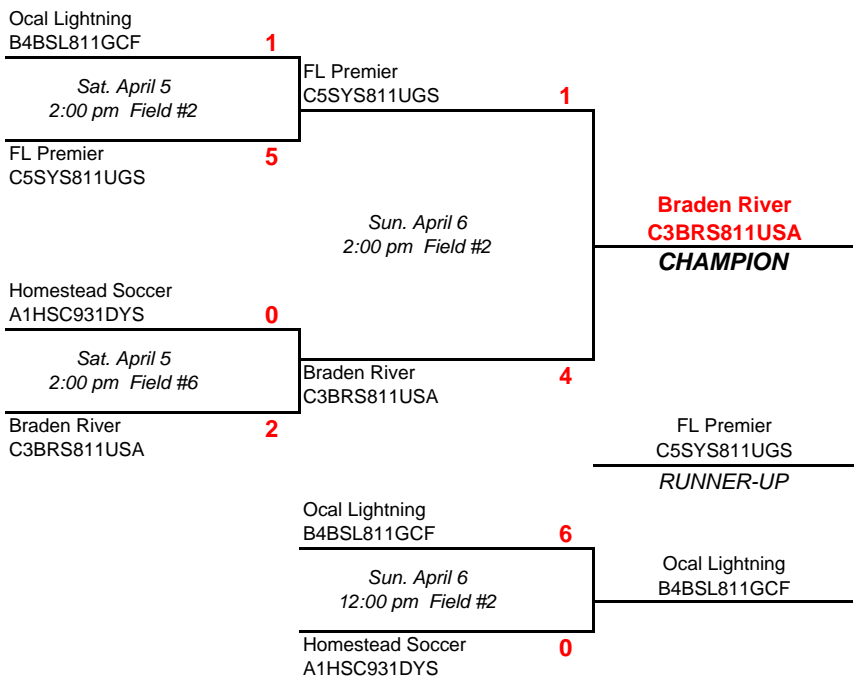 Ocal Lightning
B4BSL811GCF 1
Sat. April 5
2:00 pm Field #2
FL Premier
C5SYS811UGS 5
FL Premier
C5SYS811UGS 1
Sun. April 6
2:00 pm Field #2
Braden River
C3BRS811USA
CHAMPION
Homestead Soccer
A1HSC931DYS 0
Sat. April 5
2:00 pm Field #6
Braden River
C3BRS811USA 2
Braden River 4
C3BRS811USA
FL Premier
C5SYS811UGS
RUNNER-UP
Ocal Lightning
B4BSL811GCF 6
Sun. April 6
12:00 pm Field #2
Homestead Soccer 0
A1HSC931DYS
Ocal Lightning
B4BSL811GCF